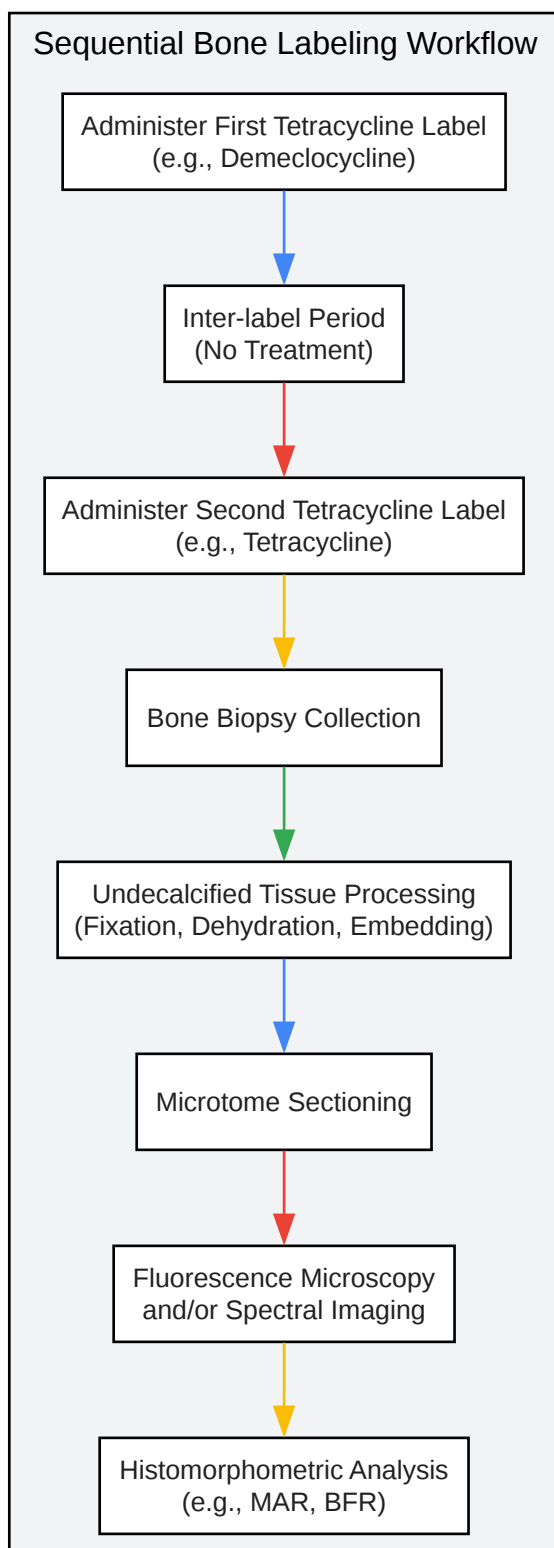 Sequential Bone Labeling Workflow
Administer First Tetracycline Label
(e.g., Demeclocycline)
Inter-label Period
(No Treatment)
Administer Second Tetracycline Label
(e.g., Tetracycline)
Bone Biopsy Collection
Undecalcified Tissue Processing
(Fixation, Dehydration, Embedding)
Microtome Sectioning
Fluorescence Microscopy
and/or Spectral Imaging
Histomorphometric Analysis
(e.g., MAR, BFR)